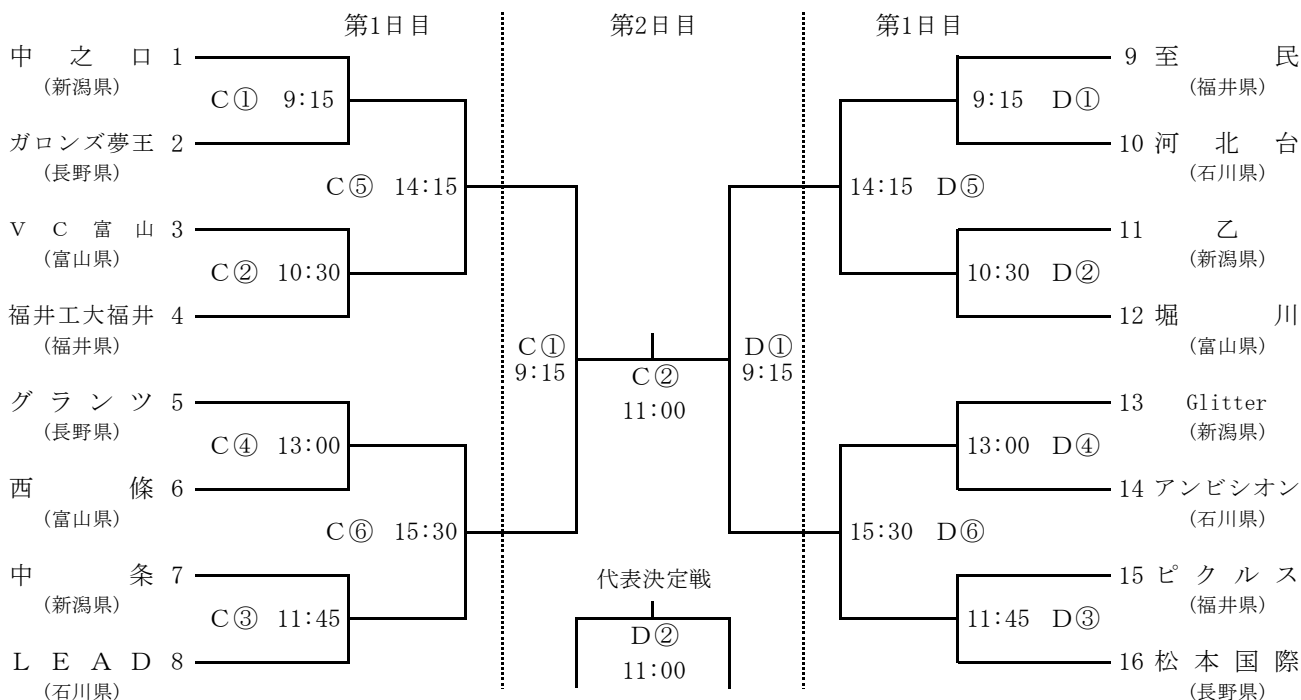 第1日目 第2日目 第1日目
中之口 1
(新潟県)
C① 9:15
ガロンズ夢王 2
(長野県)
C⑤ 14:15
VC富山 3
(富山県)
C② 10:30
福井工大福井 4
(福井県)
グランツ 5
(長野県)
C④ 13:00
西條 6
(富山県)
C⑥ 15:30
中条 7
(新潟県)
C③ 11:45
LEAD 8
(石川県)
C①
9:15
C②
11:00
D①
9:15
代表決定戦
D②
11:00
9 至民
(福井県)
9:15 D①
10 河北台
(石川県)
14:15 D⑤
11 乙
(新潟県)
10:30 D②
12 堀川
(富山県)
13 Glitter
(新潟県)
13:00 D④
14 アンビシオン
(石川県)
15:30 D⑥
15 ピクルス
(福井県)
11:45 D③
16 松本国際
(長野県)